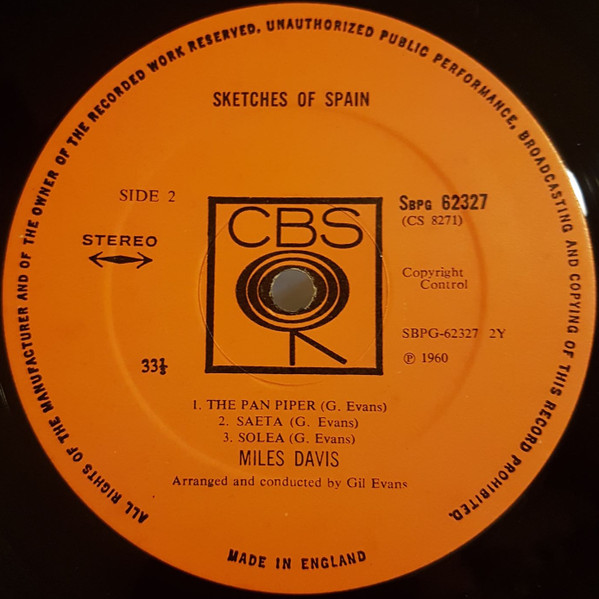 ALL RIGHTS OF THE MANUFACTURER AND OF THE OWNER OF THE RECORDED WORK RESERVED. UNAUTHORIZED PUBLIC PERFORMANCE, BROADCASTING AND COPYING OF THIS RECORD PROHIBITED.
SKETCHES OF SPAIN
SIDE 2
SBPG 62327
(CS 8271)
STEREO
CBS
Copyright
Control
SBPG-62327 2Y
℗ 1960
33⅓
1. THE PAN PIPER (G. Evans)
2. SAETA (G. Evans)
3. SOLEA (G. Evans)
MILES DAVIS
Arranged and conducted by Gil Evans
MADE IN ENGLAND